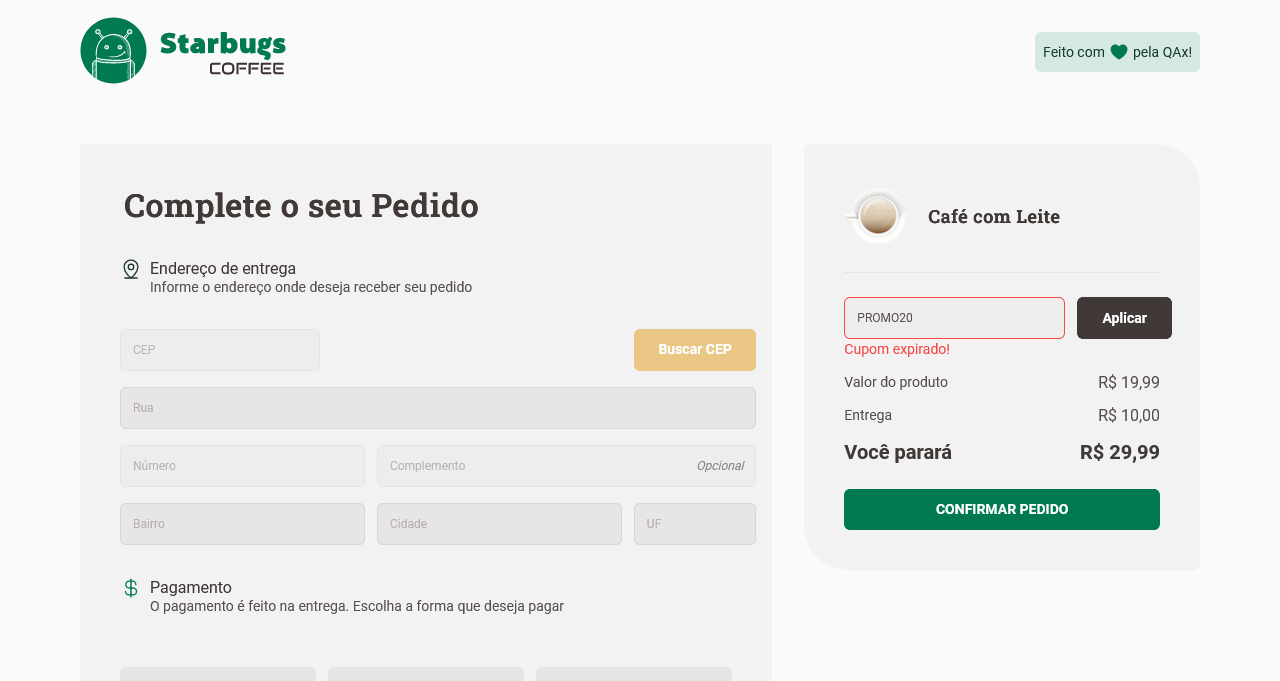 Starbugs
COFFEE
Feito com pela QAx!
Complete o seu Pedido
Endereço de entrega
Informe o endereço onde deseja receber seu pedido
CEP
Buscar CEP
Rua
Número
Complemento
Opcional
Bairro
Cidade
UF
Pagamento
O pagamento é feito na entrega. Escolha a forma que deseja pagar
Café com Leite
PROMO20
Aplicar
Cupom expirado!
Valor do produto R$ 19,99
Entrega R$ 10,00
Você parará R$ 29,99
CONFIRMAR PEDIDO